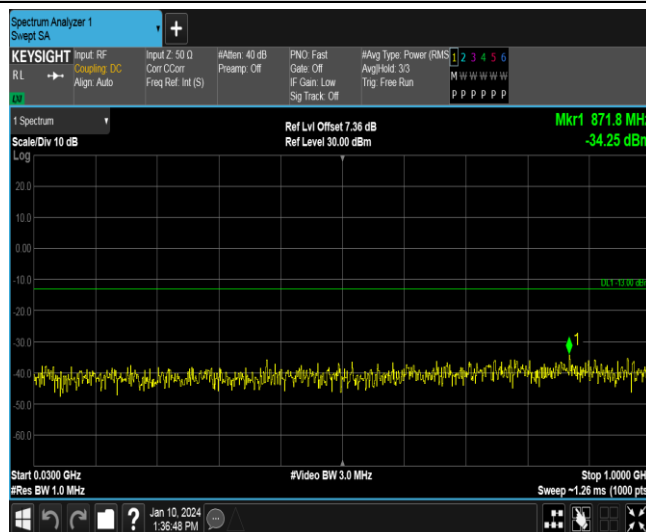 Spectrum Analyzer 1
Swept SA
+
KEYSIGHT Input: RF Input Z: 50 Ω #Atten: 40 dB PNO: Fast #Avg Type: Power (RMS 1 2 3 4 5 6
RL Coupling: DC Corr CCorr Preamp: Off Gate: Off Avg|Hold: 3/3 M W W W W W
Align: Auto Freq Ref: Int (S) IF Gain: Low Trig: Free Run
Sig Track: Off P P P P P P
LXI
1 Spectrum
Scale/Div 10 dB
Ref Lvl Offset 7.36 dB
Ref Level 30.00 dBm
Mkr1 871.8 MHz
-34.25 dBm
Log
20.0
10.0
0.00
-10.0
DL1 -13.00 dBm
-20.0
-30.0
1
-40.0
-50.0
-60.0
Start 0.0300 GHz #Video BW 3.0 MHz Stop 1.0000 GH
#Res BW 1.0 MHz Sweep ~1.26 ms (1000 pts
? Jan 10, 2024
1:36:48 PM